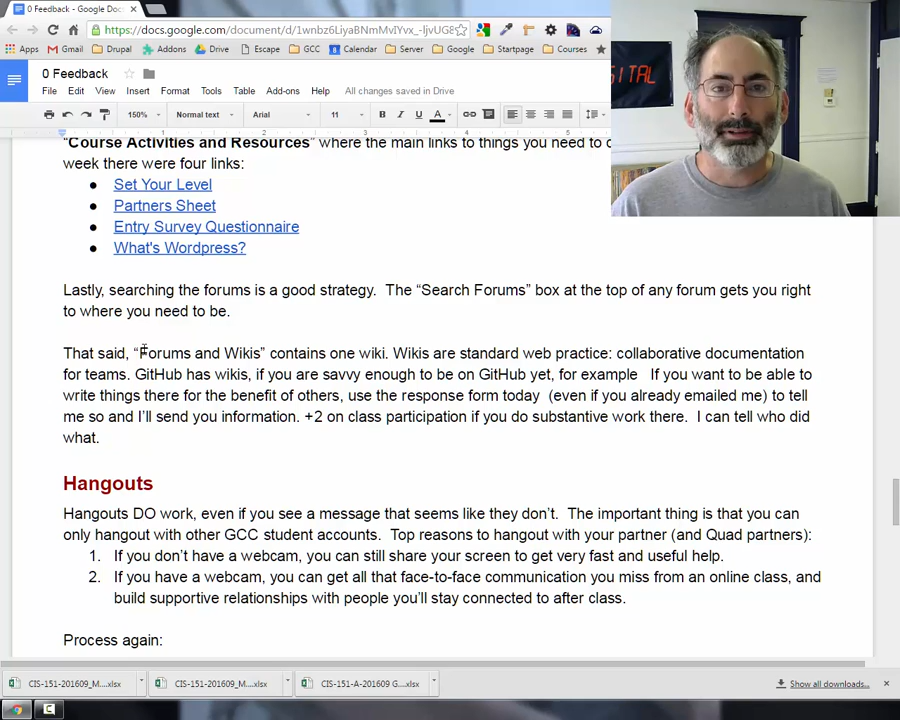 0 Feedback - Google Doc
https://docs.google.com/document/d/1wnbz6LiyaBNmMvIYvx_-ljvUG8
Apps Gmail Drupal Addons Drive Escape GCC Calendar Server Google Startpage Courses
0 Feedback
File Edit View Insert Format Tools Table Add-ons Help All changes saved in Drive
150% Normal text Arial 11 B I U A
"Course Activities and Resources" where the main links to things you need to
week there were four links:
● Set Your Level
● Partners Sheet
● Entry Survey Questionnaire
● What's Wordpress?
Lastly, searching the forums is a good strategy. The “Search Forums” box at the top of any forum gets you right
to where you need to be.
That said, “Forums and Wikis” contains one wiki. Wikis are standard web practice: collaborative documentation
for teams. GitHub has wikis, if you are savvy enough to be on GitHub yet, for example If you want to be able to
write things there for the benefit of others, use the response form today (even if you already emailed me) to tell
me so and I’ll send you information. +2 on class participation if you do substantive work there. I can tell who did
what.
Hangouts
Hangouts DO work, even if you see a message that seems like they don’t. The important thing is that you can
only hangout with other GCC student accounts. Top reasons to hangout with your partner (and Quad partners):
1. If you don’t have a webcam, you can still share your screen to get very fast and useful help.
2. If you have a webcam, you can get all that face-to-face communication you miss from an online class, and
build supportive relationships with people you’ll stay connected to after class.
Process again:
CIS-151-201609_M....xlsx CIS-151-201609_M....xlsx CIS-151-A-201609 G....xlsx Show all downloads...